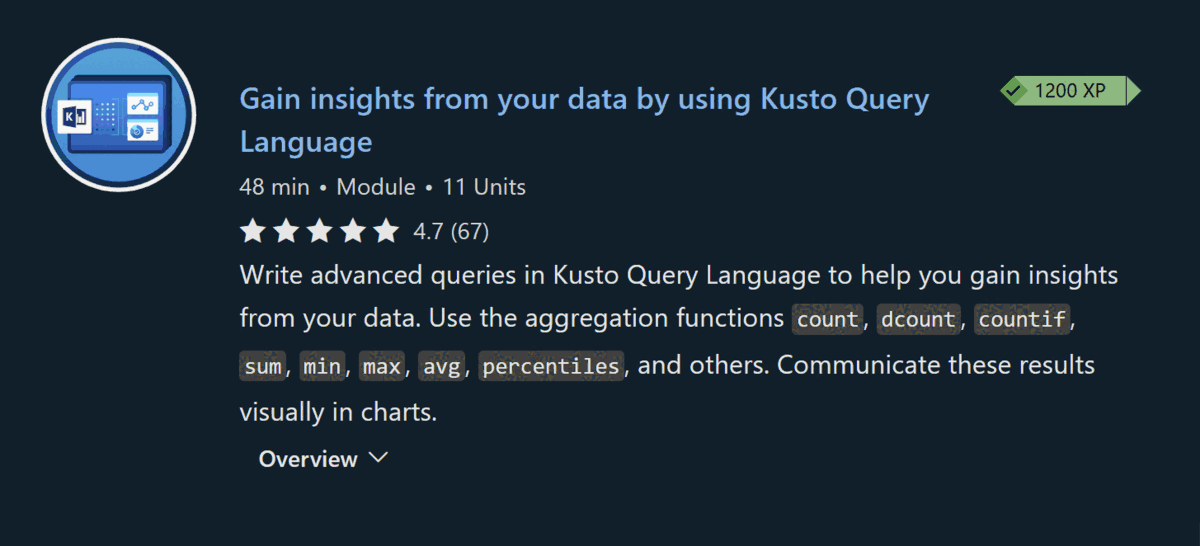 Gain insights from your data by using Kusto Query
Language
1200 XP
48 min • Module • 11 Units
4.7 (67)
Write advanced queries in Kusto Query Language to help you gain insights
from your data. Use the aggregation functions count, dcount, countif,
sum, min, max, avg, percentiles, and others. Communicate these results
visually in charts.
Overview